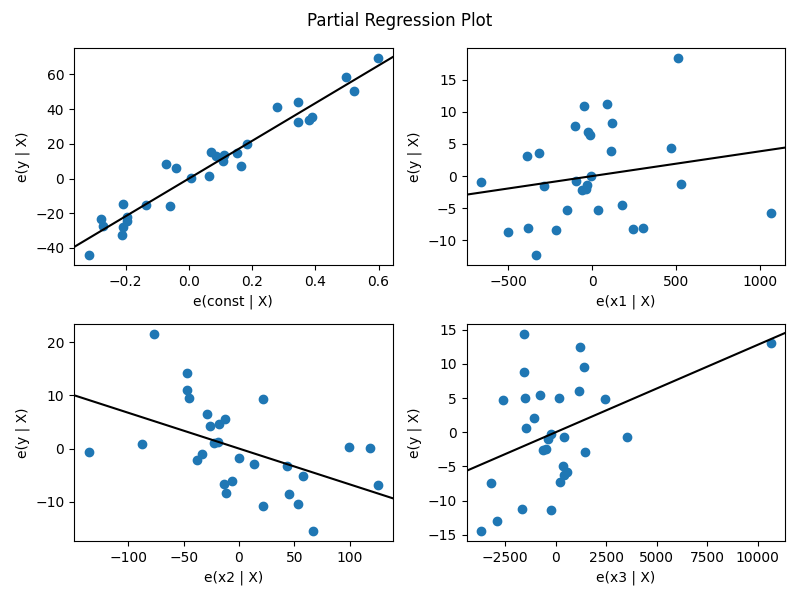 Partial Regression Plot
e(y | X)
60
40
20
0
−20
−40
−0.2 0.0 0.2 0.4 0.6
e(const | X)
e(y | X)
15
10
5
0
−5
−10
−500 0 500 1000
e(x1 | X)
e(y | X)
20
10
0
−10
−100 −50 0 50 100
e(x2 | X)
e(y | X)
15
10
5
0
−5
−10
−15
−2500 0 2500 5000 7500 10000
e(x3 | X)